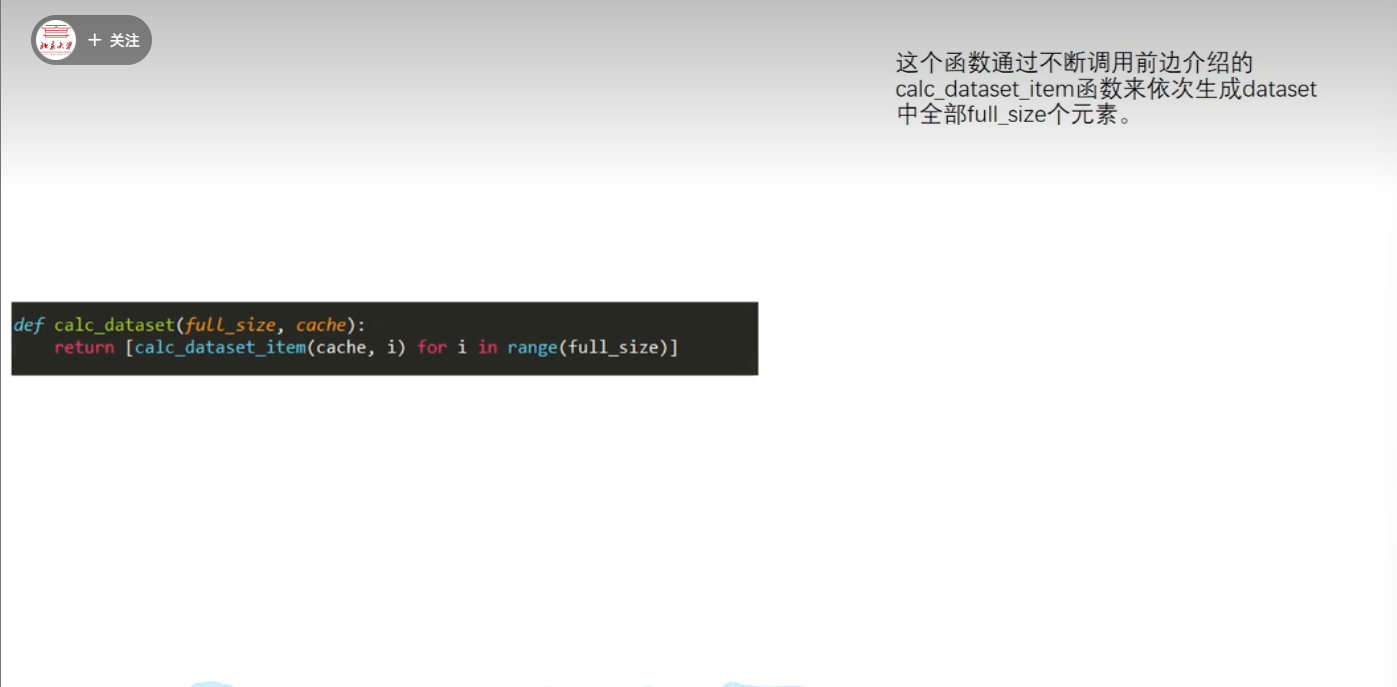 北京大学
+ 关注
这个函数通过不断调用前边介绍的
calc_dataset_item函数来依次生成dataset
中全部full_size个元素。
def calc_dataset(full_size, cache):
    return [calc_dataset_item(cache, i) for i in range(full_size)]